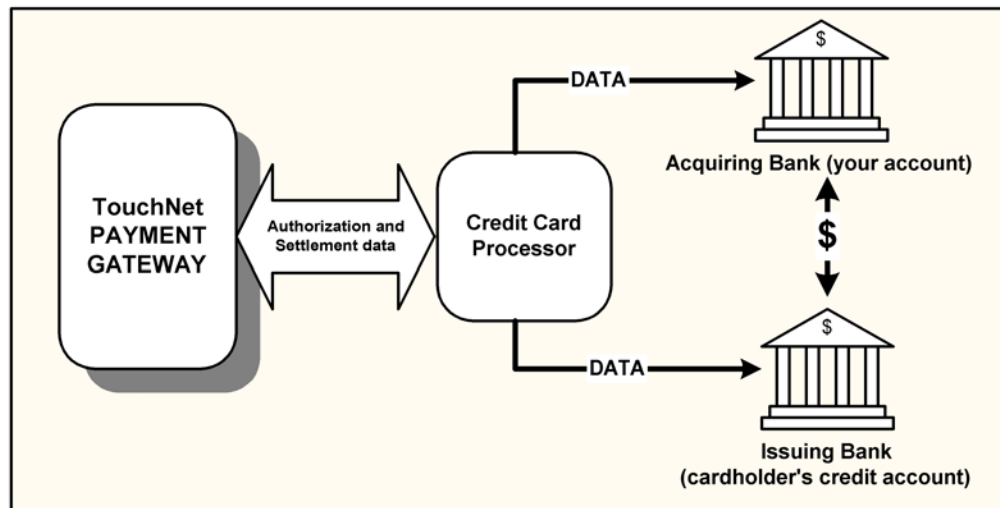 TouchNet
PAYMENT
GATEWAY
Authorization and
Settlement data
Credit Card
Processor
DATA
$
Acquiring Bank (your account)
$
DATA
$
Issuing Bank
(cardholder's credit account)